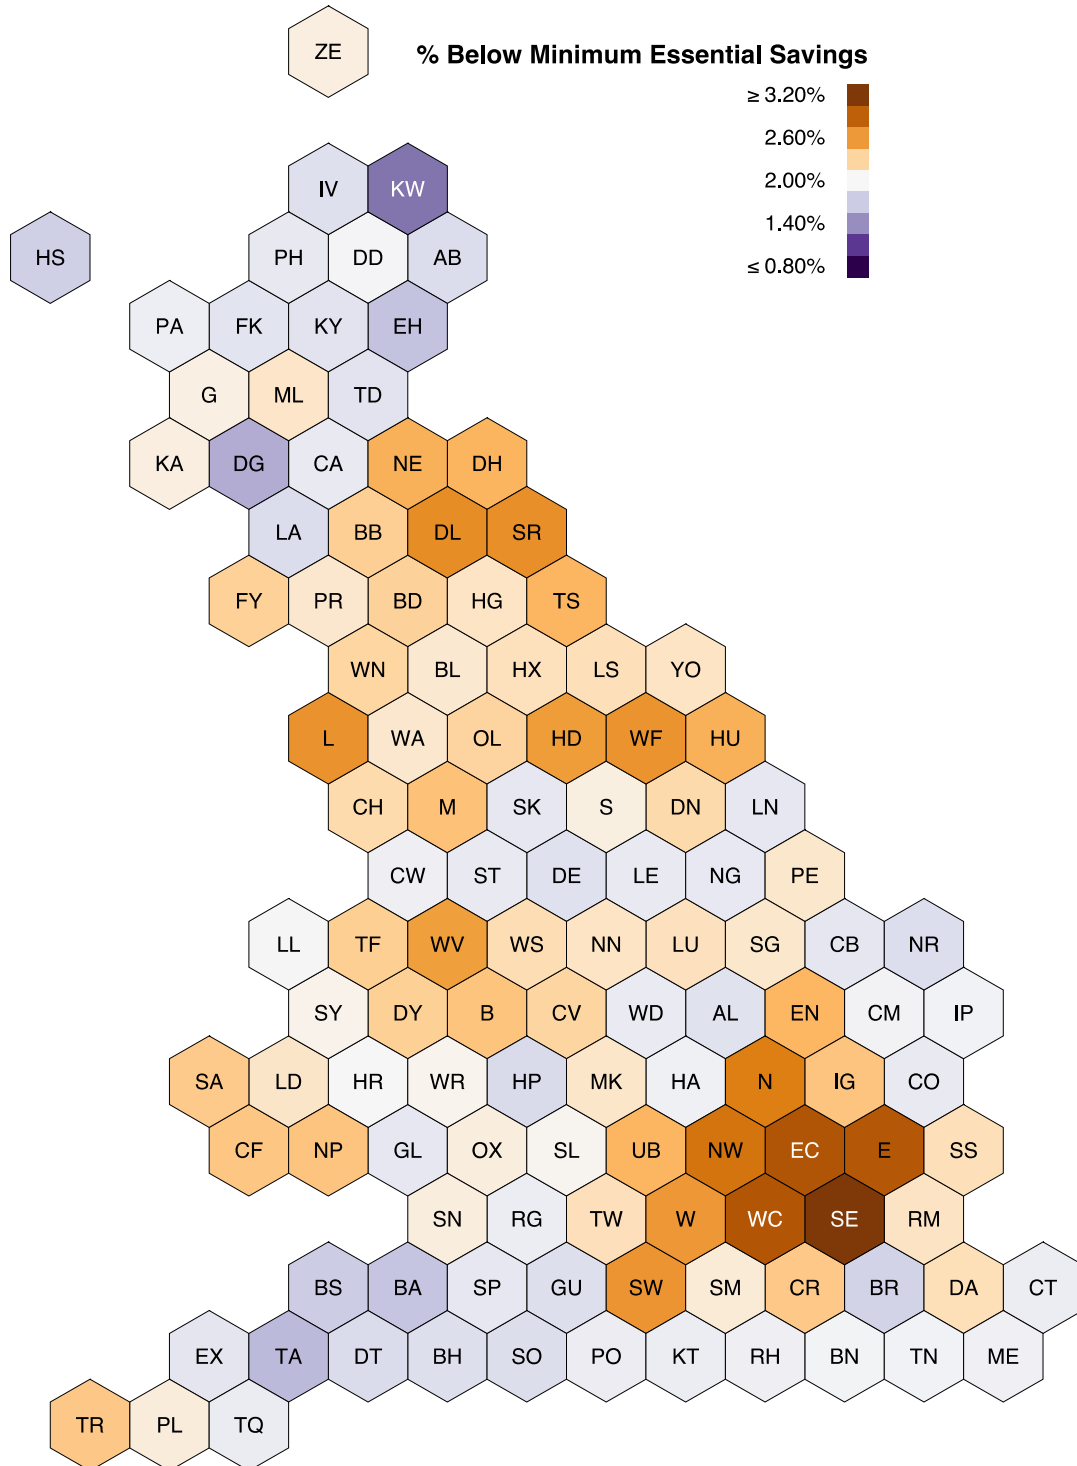 ZE
% Below Minimum Essential Savings
≥ 3.20%
2.60%
2.00%
1.40%
≤ 0.80%
IV KW
HS PH DD AB
PA FK KY EH
G ML TD
KA DG CA NE DH
LA BB DL SR
FY PR BD HG TS
WN BL HX LS YO
L WA OL HD WF HU
CH M SK S DN LN
CW ST DE LE NG PE
LL TF WV WS NN LU SG CB NR
SY DY B CV WD AL EN CM IP
SA LD HR WR HP MK HA N IG CO
CF NP GL OX SL UB NW EC E SS
SN RG TW W WC SE RM
BS BA SP GU SW SM CR BR DA CT
EX TA DT BH SO PO KT RH BN TN ME
TR PL TQ